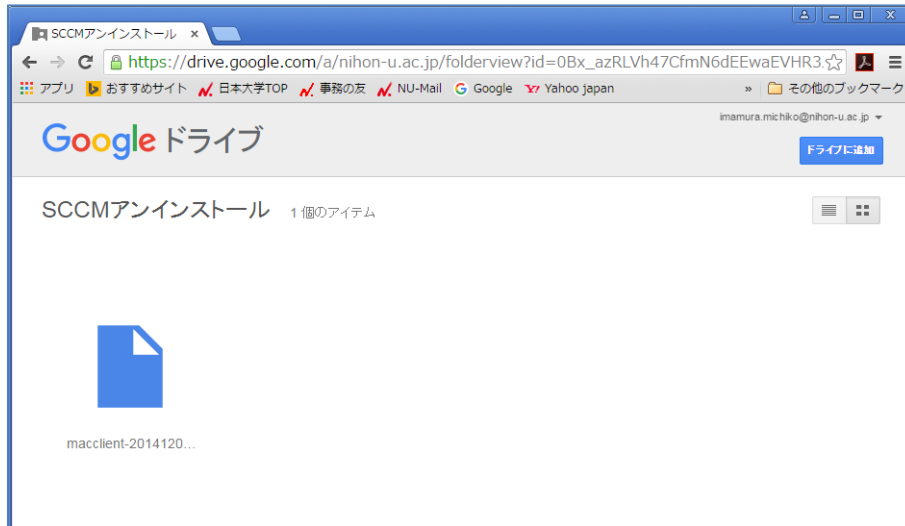 SCCMアンインストール
https://drive.google.com/a/nihon-u.ac.jp/folderview?id=0Bx_azRLVh47CfmN6dEEwaEVHR3.
アプリ おすすめサイト 日本大学TOP 事務の友 NU-Mail Google Yahoo japan » その他のブックマーク
imamura.michiko@nihon-u.ac.jp
Google ドライブ
ドライブに追加
SCCMアンインストール 1 個のアイテム
macclient-2014120...